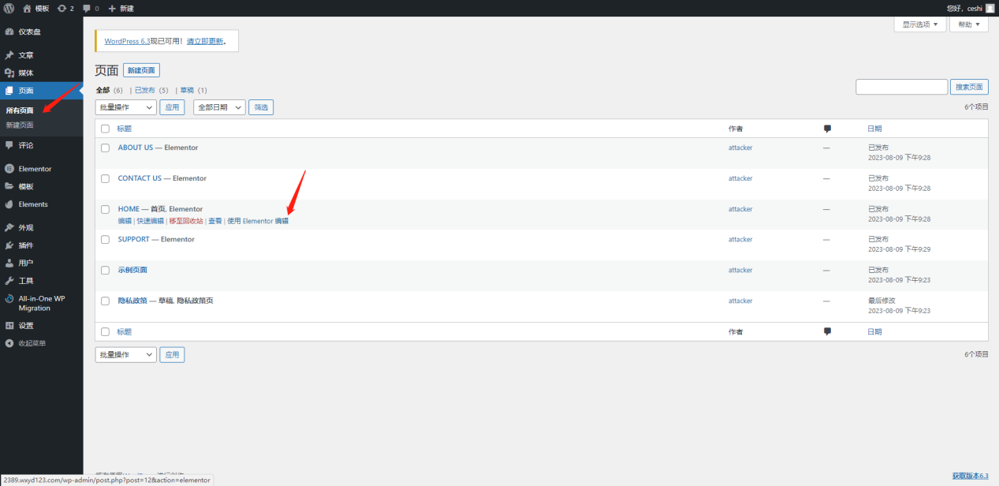 模板 2 0 新建 您好，ceshi
显示选项 帮助
仪表盘
文章
媒体
页面
所有页面
新建页面
评论
Elementor
模板
Elements
外观
插件
用户
工具
All-in-One WP
Migration
设置
收起菜单
WordPress 6.3现已可用！请立即更新。
页面 新建页面
全部 (6) | 已发布 (5) | 草稿 (1)
搜索页面
批量操作 应用 全部日期 筛选 6个项目
标题 作者 日期
ABOUT US — Elementor attacker — 已发布
2023-08-09 下午9:28
CONTACT US — Elementor attacker — 已发布
2023-08-09 下午9:28
HOME — 首页, Elementor attacker — 已发布
编辑 | 快速编辑 | 移至回收站 | 查看 | 使用 Elementor 编辑 2023-08-09 下午9:28
SUPPORT — Elementor attacker — 已发布
2023-08-09 下午9:29
示例页面 attacker — 已发布
2023-08-09 下午9:23
隐私政策 — 草稿, 隐私政策页 attacker — 最后修改
2023-08-09 下午9:23
标题 作者 日期
批量操作 应用 6个项目
获取版本6.3
2389.wxyd123.com/wp-admin/post.php?post=12&action=elementor